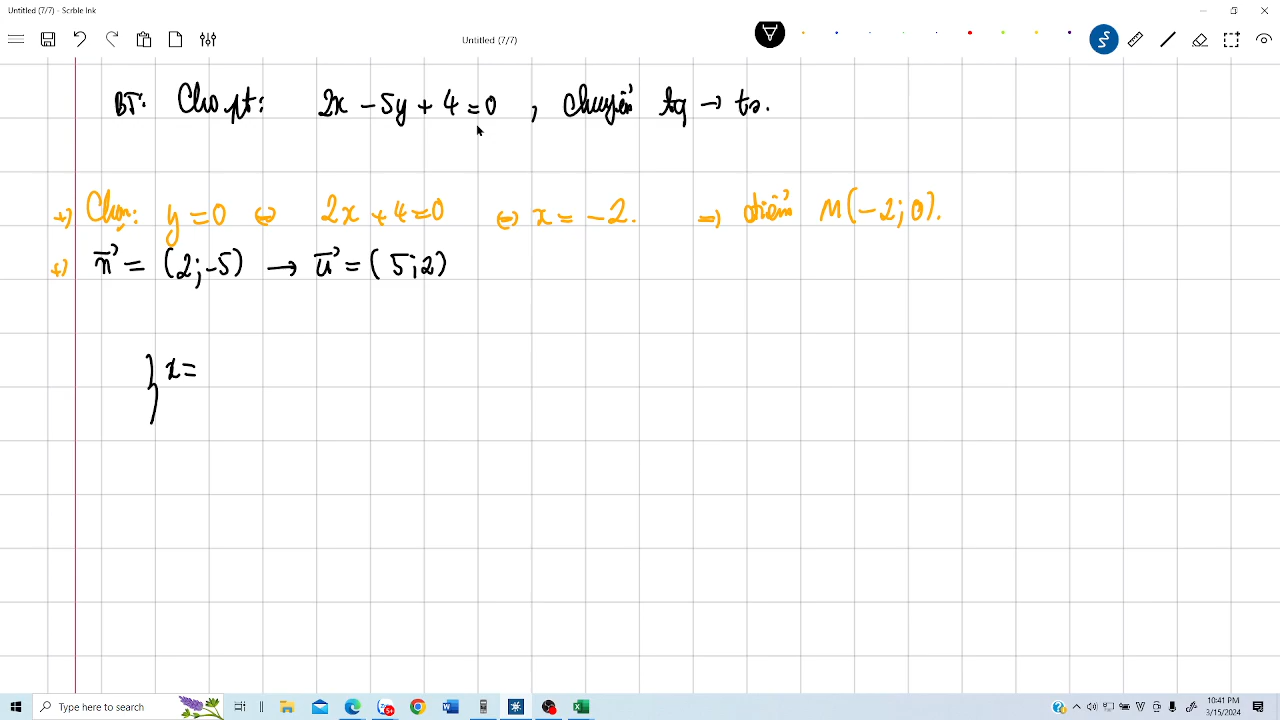 Untitled (7/7) - Scrble Ink
Untitled (7/7)
BT: Cho pt: 2x - 5y + 4 = 0 , chuyển tq → ts.
+) Chọn: y = 0 ⇔ 2x + 4 = 0 ⇔ x = -2. ⇒ điểm M(-2; 0).
+) n⃗ = (2; -5) → u⃗ = (5; 2)
{ x =
Type here to search
10:41 PM
3/15/2024